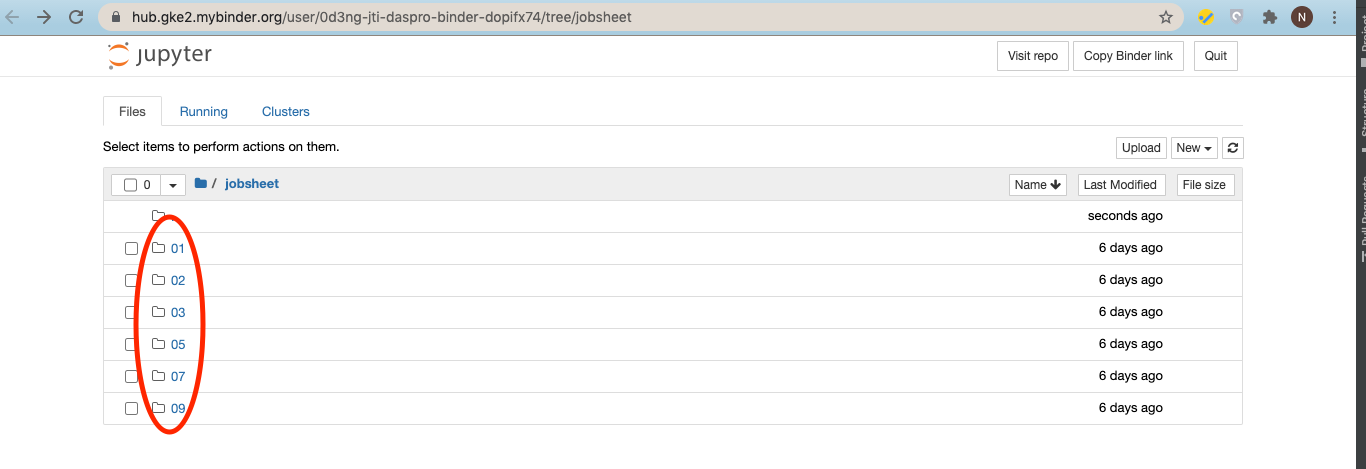 hub.gke2.mybinder.org/user/0d3ng-jti-daspro-binder-dopifx74/tree/jobsheet N
jupyter Visit repo Copy Binder link Quit
Files Running Clusters
Select items to perform actions on them. Upload New
0 / jobsheet Name Last Modified File size
seconds ago
01 6 days ago
02 6 days ago
03 6 days ago
05 6 days ago
07 6 days ago
09 6 days ago
Project
Structure
Pull Requests